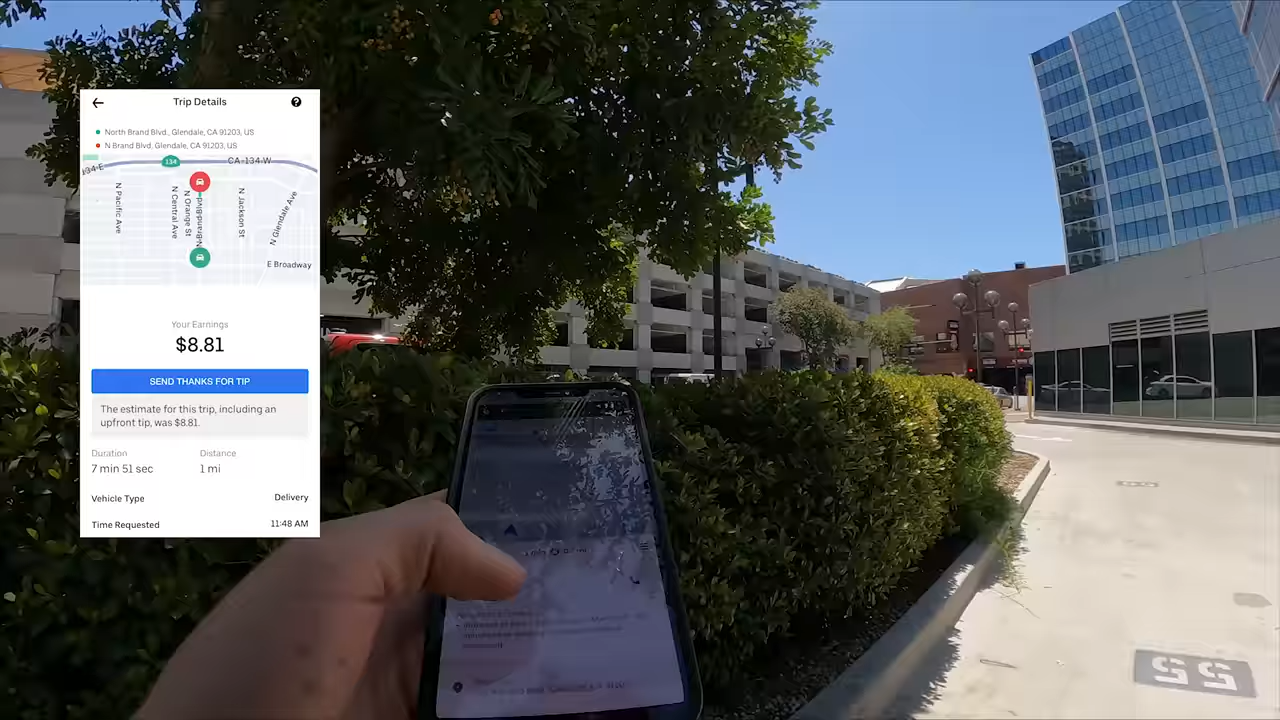 Trip Details
North Brand Blvd., Glendale, CA 91203, US
N Brand Blvd, Glendale, CA 91203, US
134
CA-134-W
134-E
N Pacific Ave
N Central Ave
N Orange St
N Brand Blvd
N Jackson St
N Glendale Ave
E Broadway
Your Earnings
$8.81
SEND THANKS FOR TIP
The estimate for this trip, including an
upfront tip, was $8.81.
Duration
Distance
7 min 51 sec
1 mi
Vehicle Type
Delivery
Time Requested
11:48 AM
55